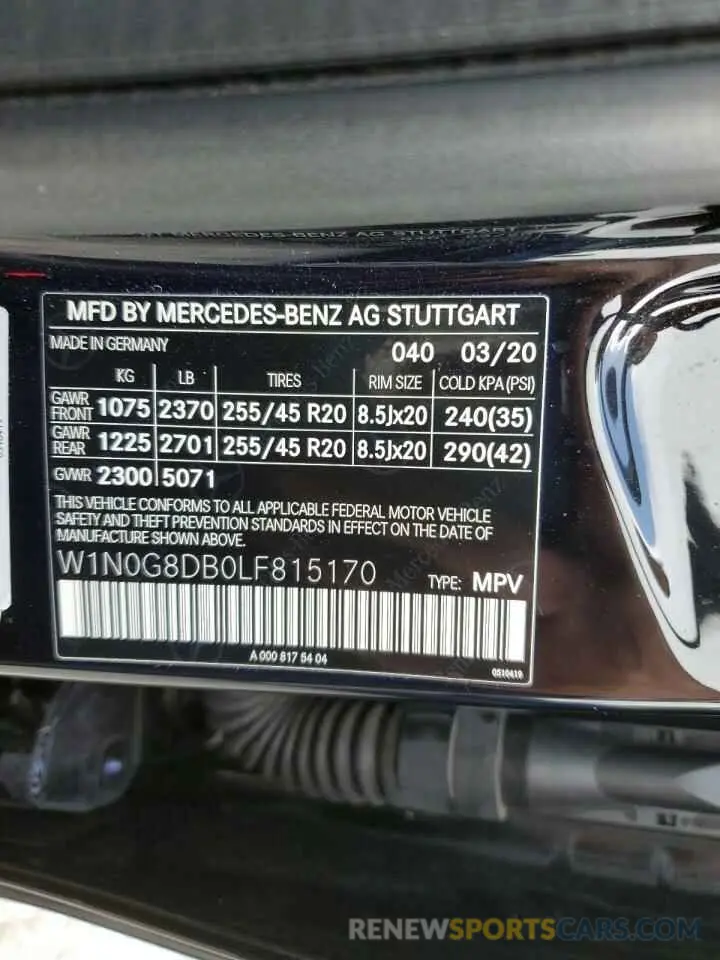 MFD BY MERCEDES-BENZ AG STUTTGART
MADE IN GERMANY 040 03/20
KG LB TIRES RIM SIZE COLD KPA(PSI)
GAWR FRONT 1075 2370 255/45 R20 8.5Jx20 240(35)
GAWR REAR 1225 2701 255/45 R20 8.5Jx20 290(42)
GVWR 2300 5071
THIS VEHICLE CONFORMS TO ALL APPLICABLE FEDERAL MOTOR VEHICLE
SAFETY AND THEFT PREVENTION STANDARDS IN EFFECT ON THE DATE OF
MANUFACTURE SHOWN ABOVE.
W1N0G8DB0LF815170 TYPE: MPV
A 000 817 54 04
0510419
RENEWSPORTSCARS.COM